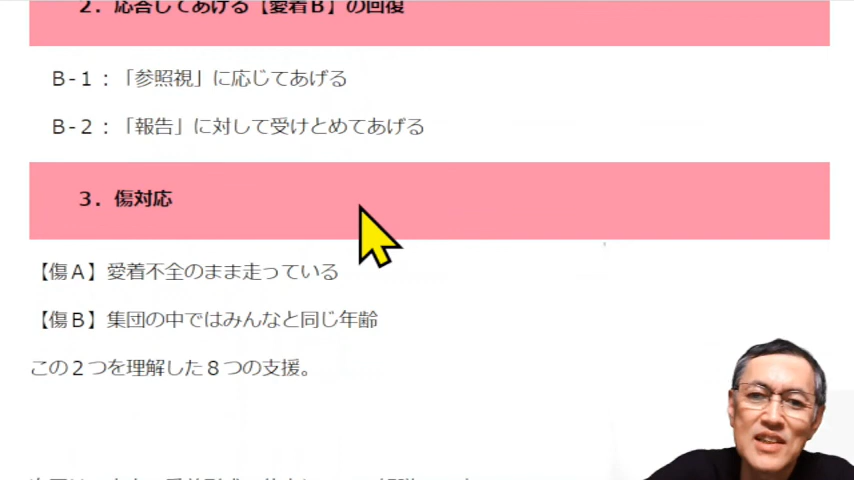 2．応答してあげる【愛着Ｂ】の回復
Ｂ-１：「参照視」に応じてあげる
Ｂ-２：「報告」に対して受けとめてあげる
３．傷対応
【傷Ａ】愛着不全のまま走っている
【傷Ｂ】集団の中ではみんなと同じ年齢
この２つを理解した８つの支援。